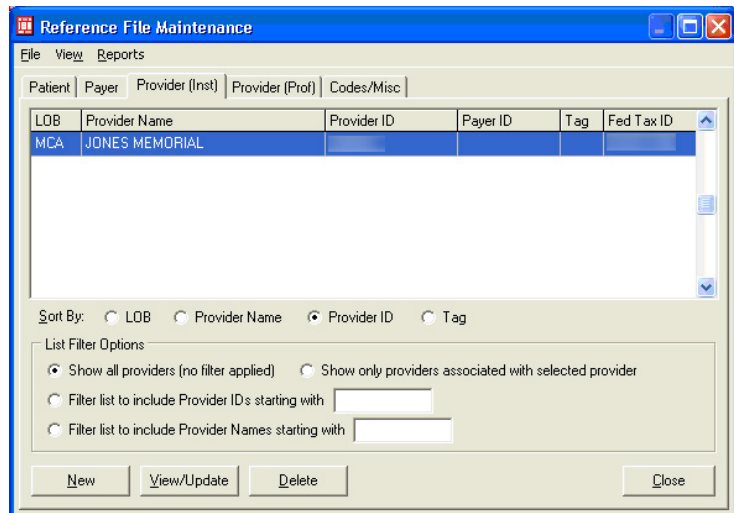 Reference File Maintenance
File View Reports
Patient Payer Provider (Inst) Provider (Prof) Codes/Misc
LOB Provider Name Provider ID Payer ID Tag Fed Tax ID
MCA JONES MEMORIAL
Sort By: LOB Provider Name Provider ID Tag
List Filter Options
Show all providers (no filter applied) Show only providers associated with selected provider
Filter list to include Provider IDs starting with
Filter list to include Provider Names starting with
New View/Update Delete Close